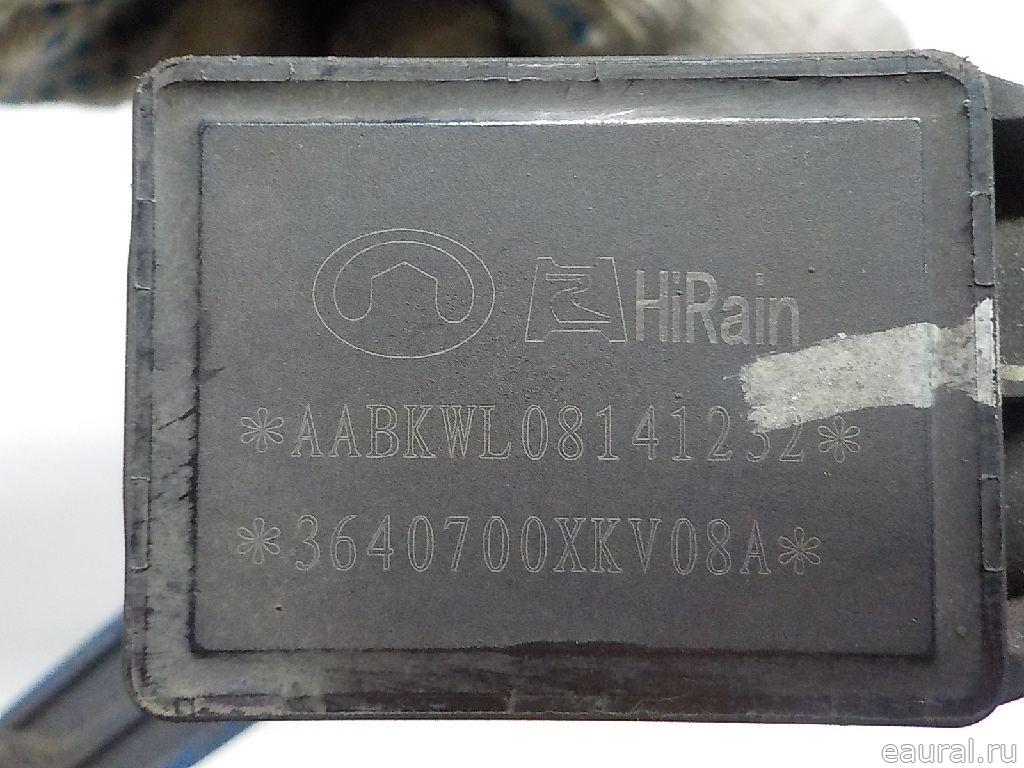 HiRain
*AABKWL08141232*
*3640700XKV08A*
eaural.ru